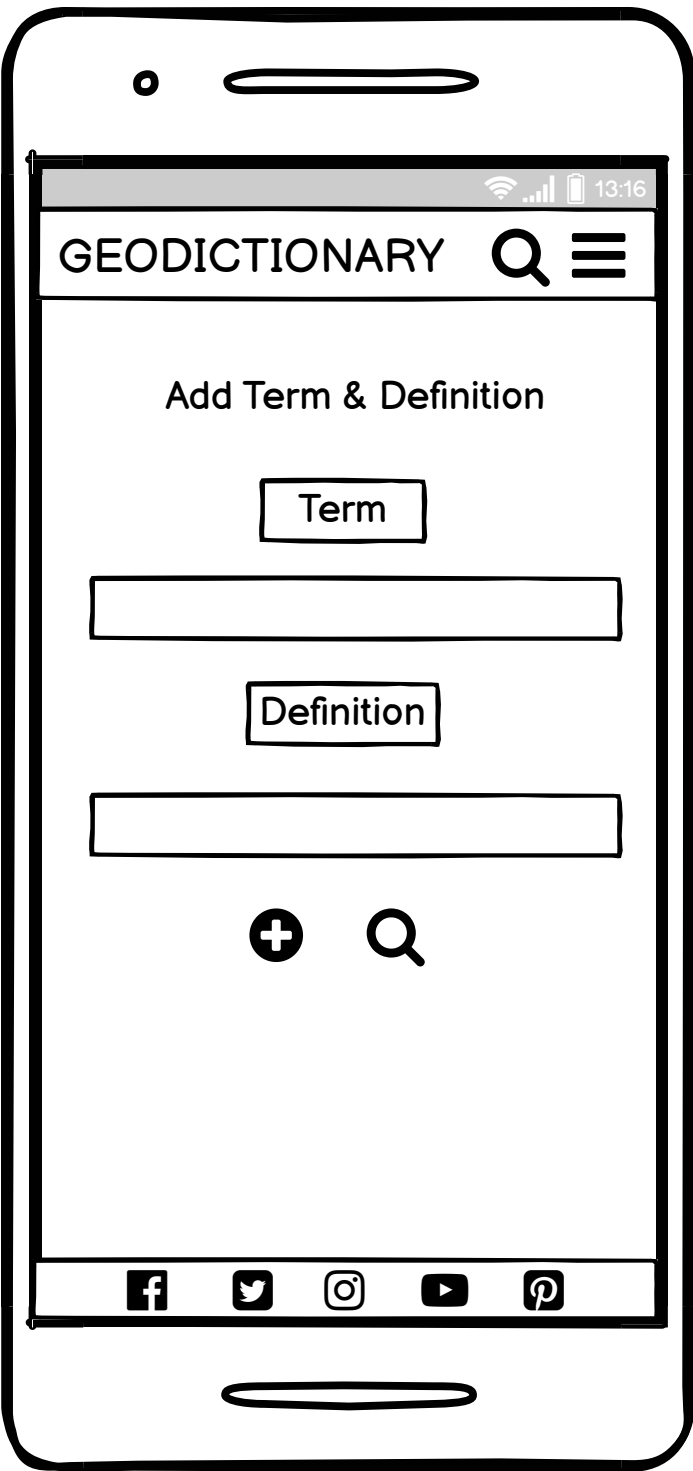 13:16
GEODICTIONARY
Add Term & Definition
Term
Definition